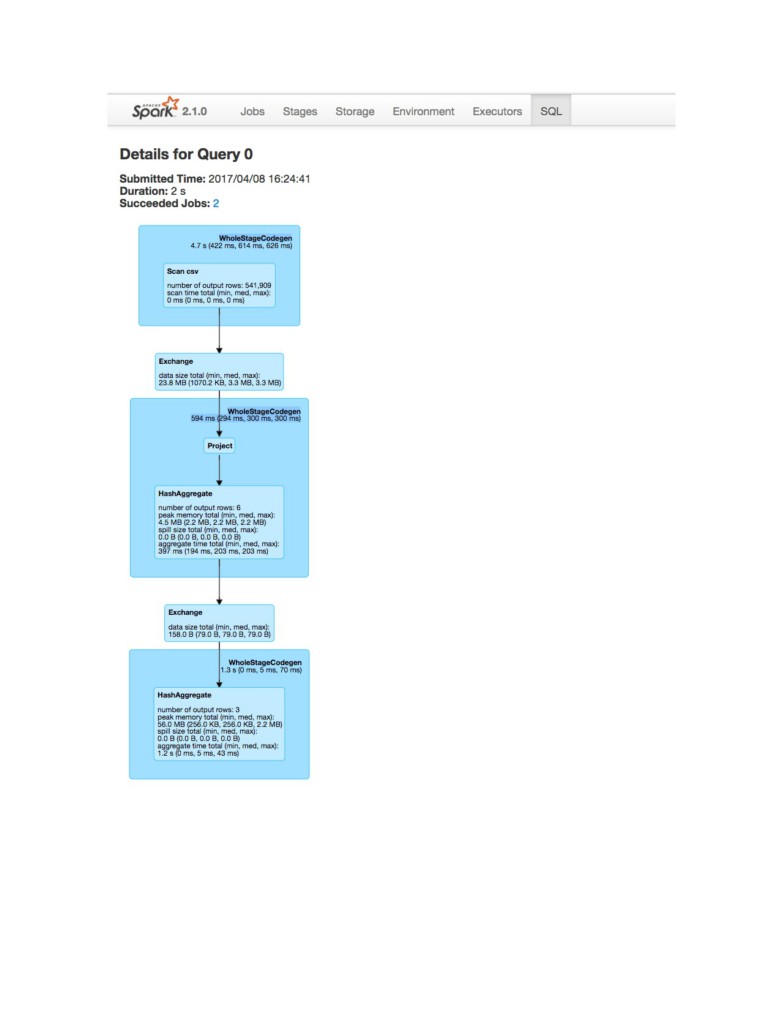 APACHE
Spark 2.1.0 Jobs Stages Storage Environment Executors SQL
Details for Query 0
Submitted Time: 2017/04/08 16:24:41
Duration: 2 s
Succeeded Jobs: 2
WholeStageCodegen
4.7 s (422 ms, 614 ms, 626 ms)
Scan csv
number of output rows: 541,909
scan time total (min, med, max):
0 ms (0 ms, 0 ms, 0 ms)
Exchange
data size total (min, med, max):
23.8 MB (1070.2 KB, 3.3 MB, 3.3 MB)
WholeStageCodegen
594 ms (294 ms, 300 ms, 300 ms)
Project
HashAggregate
number of output rows: 6
peak memory total (min, med, max):
4.5 MB (2.2 MB, 2.2 MB, 2.2 MB)
spill size total (min, med, max):
0.0 B (0.0 B, 0.0 B, 0.0 B)
aggregate time total (min, med, max):
397 ms (194 ms, 203 ms, 203 ms)
Exchange
data size total (min, med, max):
158.0 B (79.0 B, 79.0 B, 79.0 B)
WholeStageCodegen
1.3 s (0 ms, 5 ms, 70 ms)
HashAggregate
number of output rows: 3
peak memory total (min, med, max):
56.0 MB (256.0 KB, 256.0 KB, 2.2 MB)
spill size total (min, med, max):
0.0 B (0.0 B, 0.0 B, 0.0 B)
aggregate time total (min, med, max):
1.2 s (0 ms, 5 ms, 43 ms)